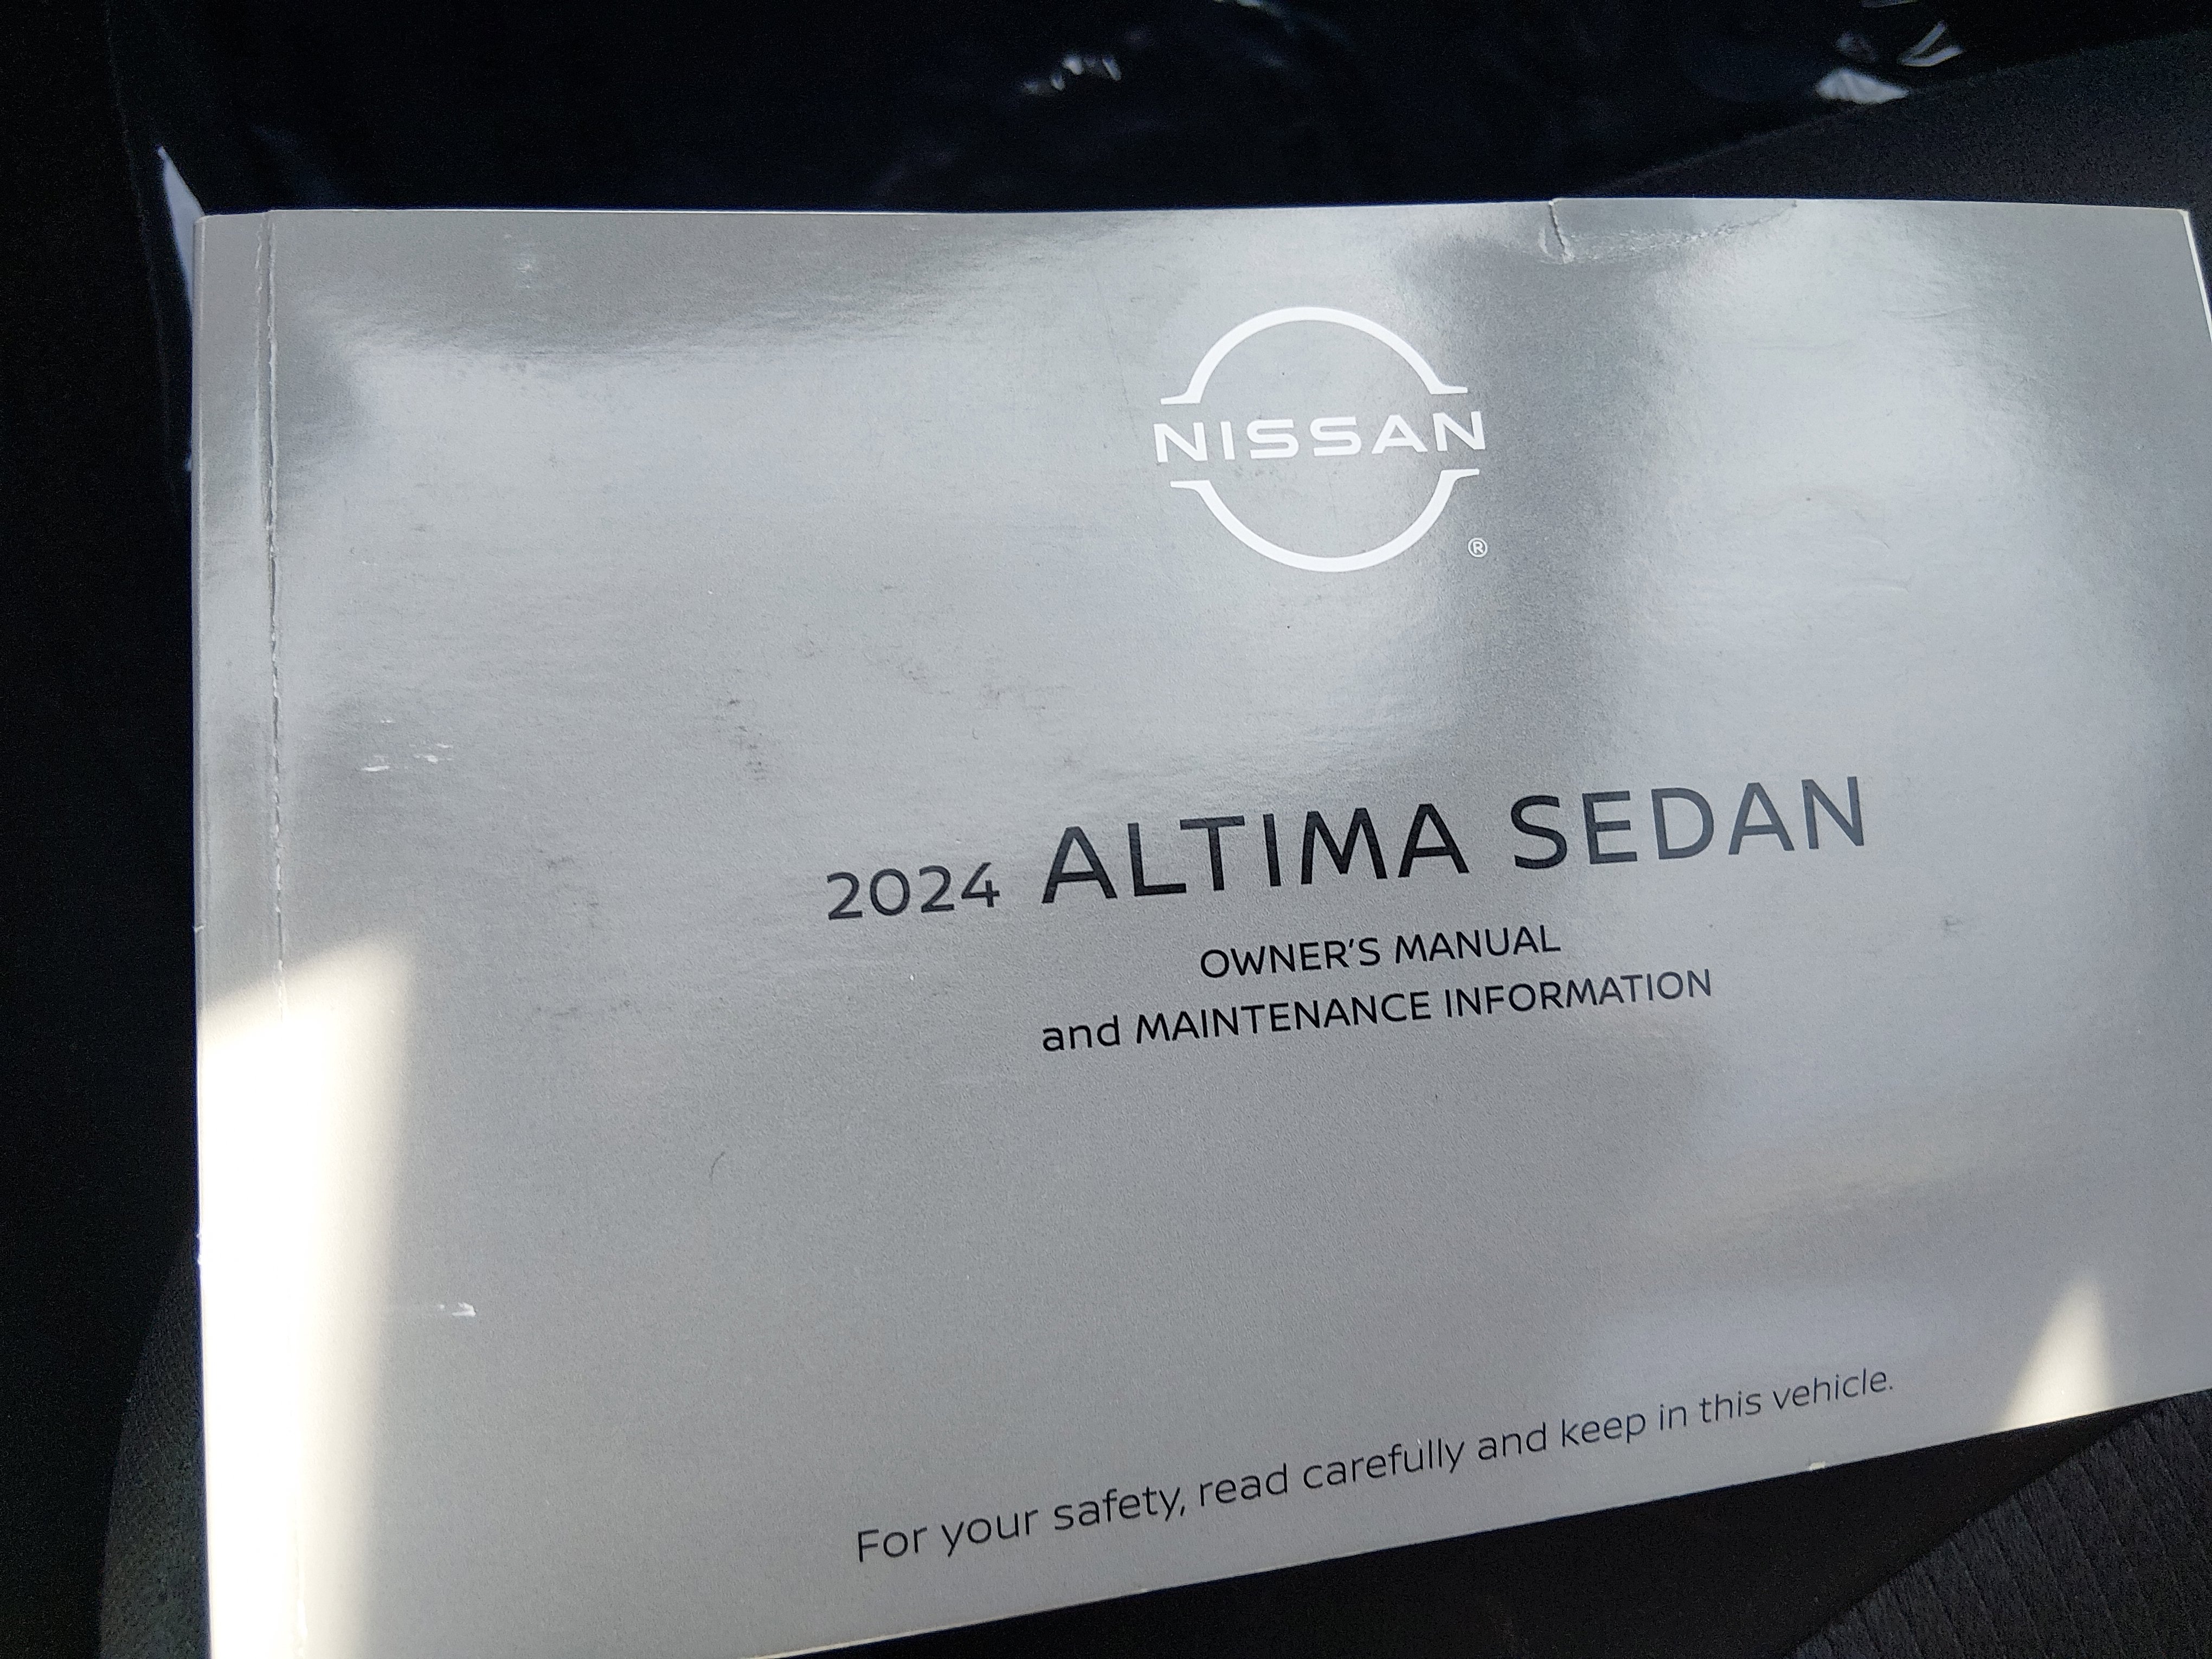 NISSAN
®
2024 ALTIMA SEDAN
OWNER'S MANUAL
and MAINTENANCE INFORMATION
For your safety, read carefully and keep in this vehicle.